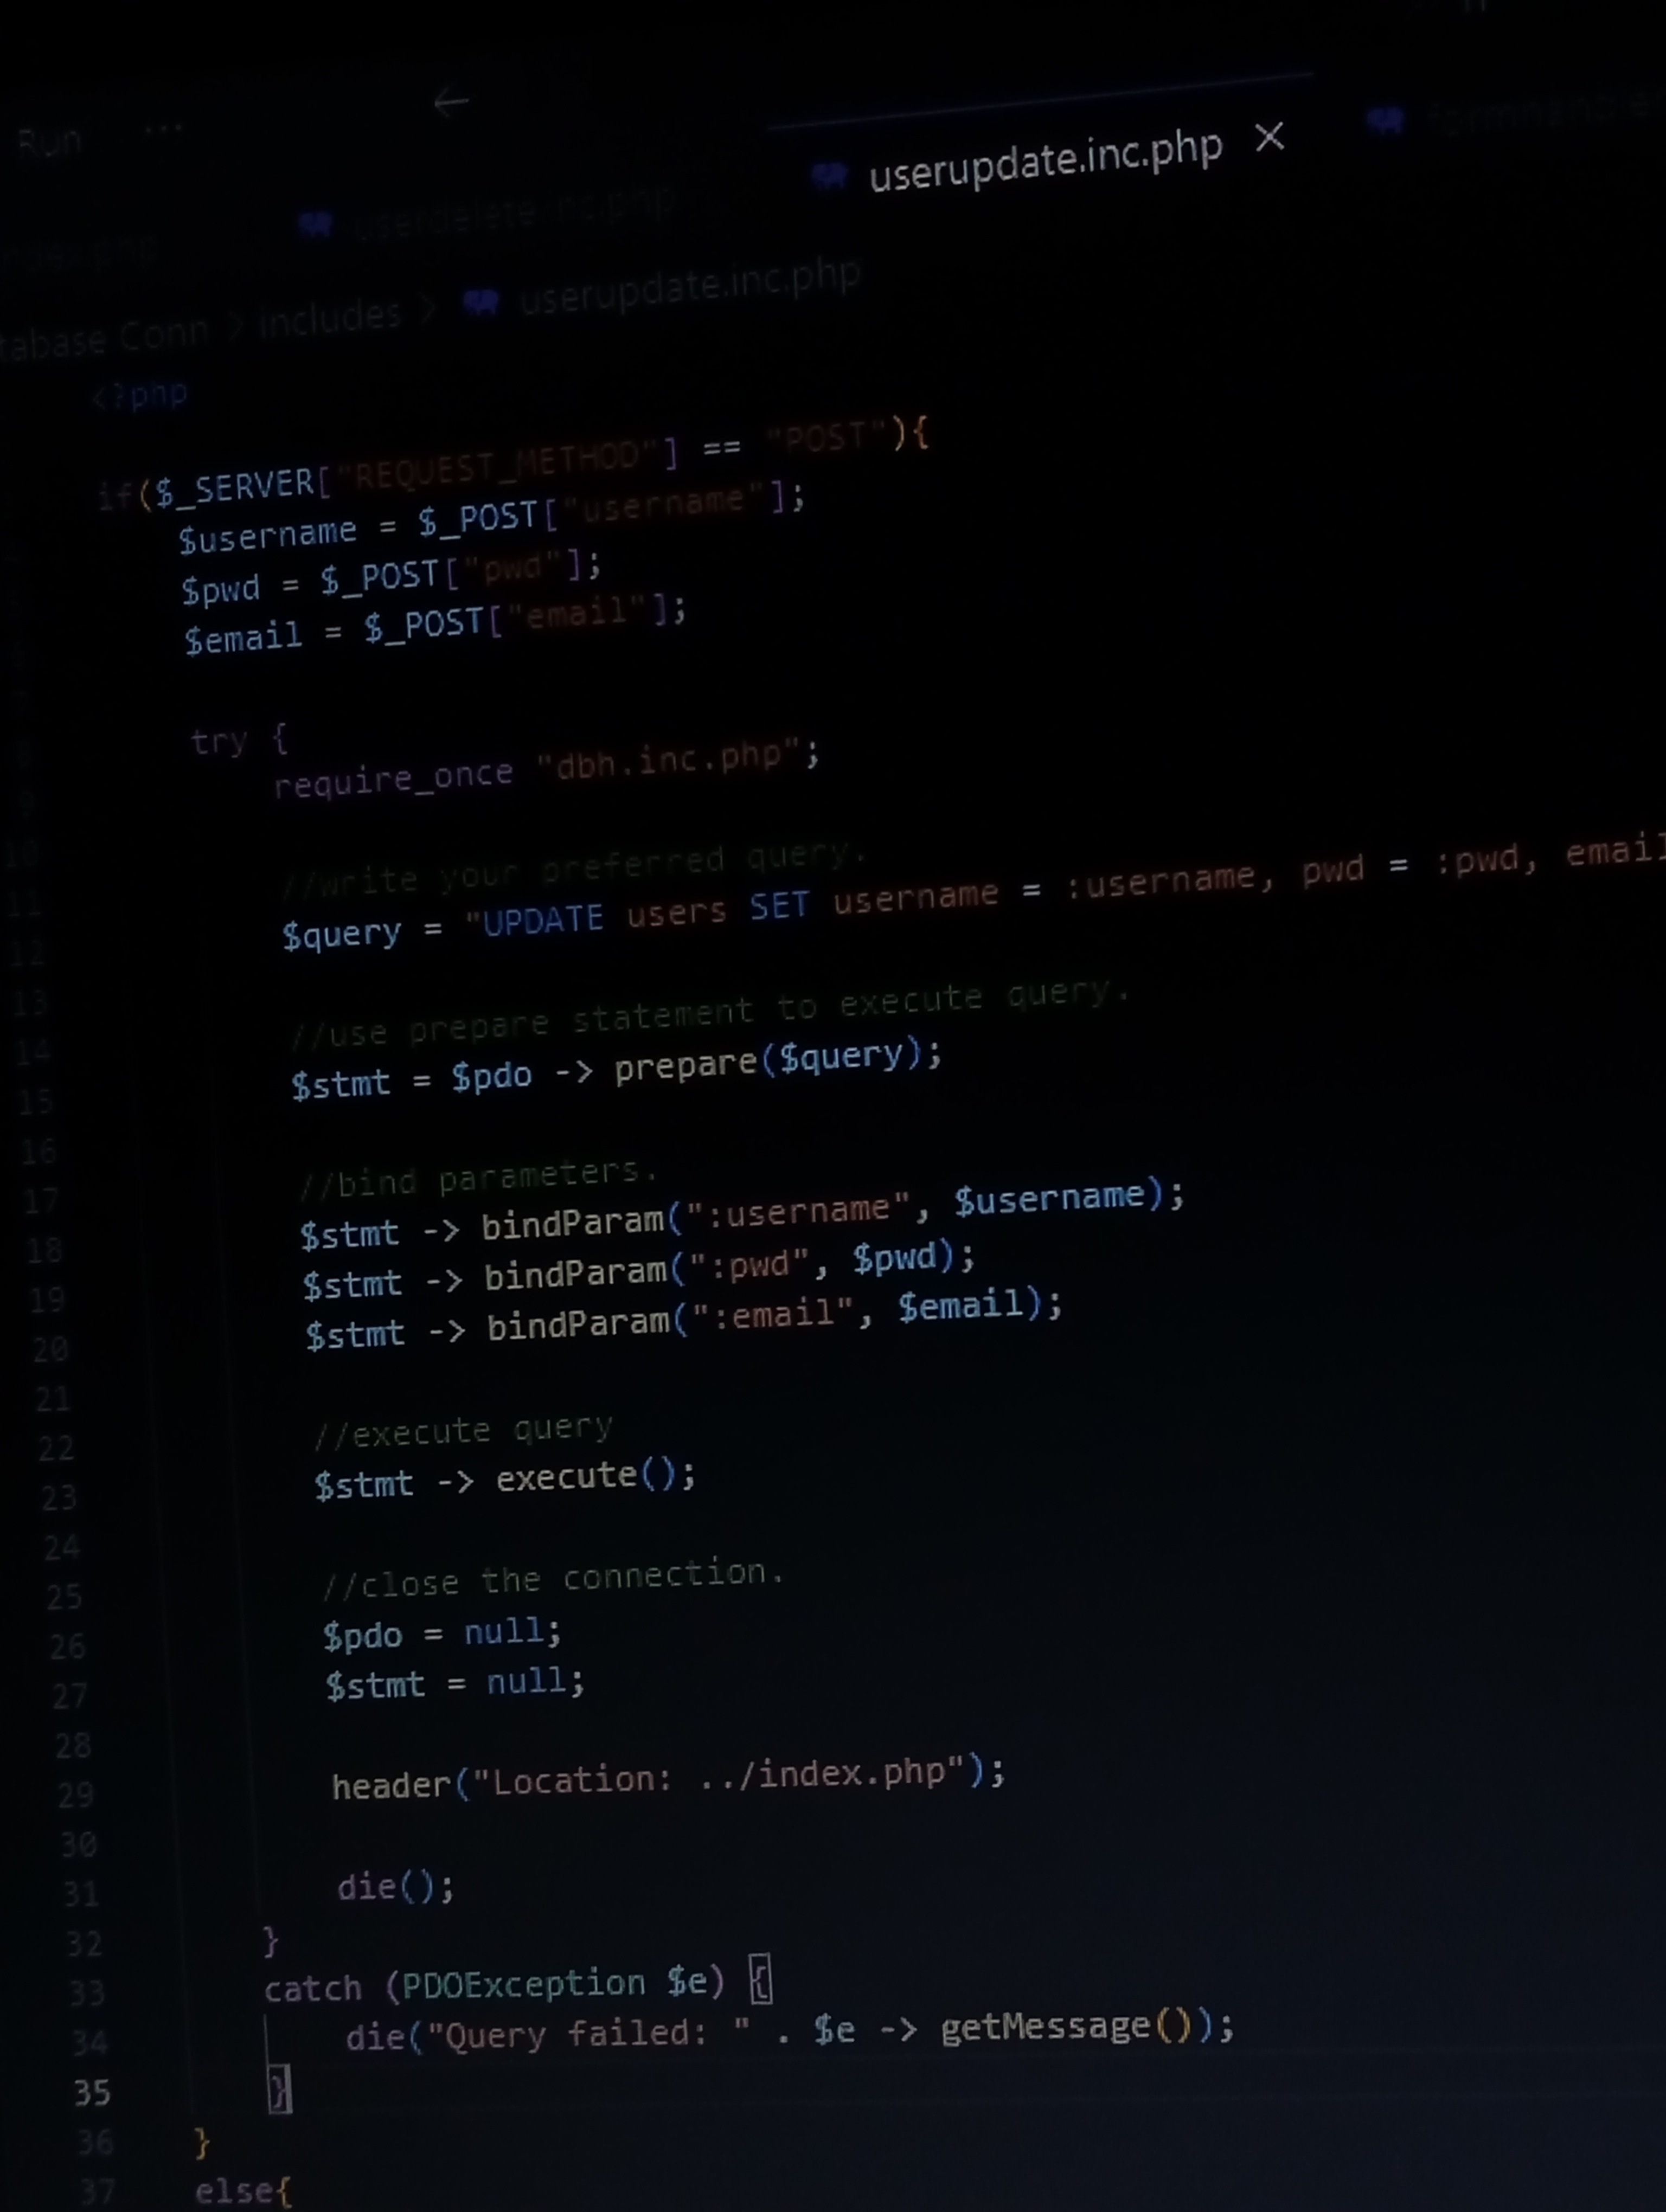 Run ...
userdelete.inc.php userupdate.inc.php ×
tabase Conn > includes > userupdate.inc.php
<?php
if($_SERVER["REQUEST_METHOD"] == "POST"){
$username = $_POST["username"];
$pwd = $_POST["pwd"];
$email = $_POST["email"];
8 try {
9 require_once "dbh.inc.php";
10
11 //write your preferred query.
12 $query = "UPDATE users SET username = :username, pwd = :pwd, email
13
14 //use prepare statement to execute query.
15 $stmt = $pdo -> prepare($query);
16
17 //bind parameters.
18 $stmt -> bindParam(":username", $username);
19 $stmt -> bindParam(":pwd", $pwd);
20 $stmt -> bindParam(":email", $email);
21
22 //execute query
23 $stmt -> execute();
24
25 //close the connection.
26 $pdo = null;
27 $stmt = null;
28
29 header("Location: ../index.php");
30
31 die();
32 }
33 catch (PDOException $e) {
34 die("Query failed: " . $e -> getMessage());
35 }
36 }
37 else{